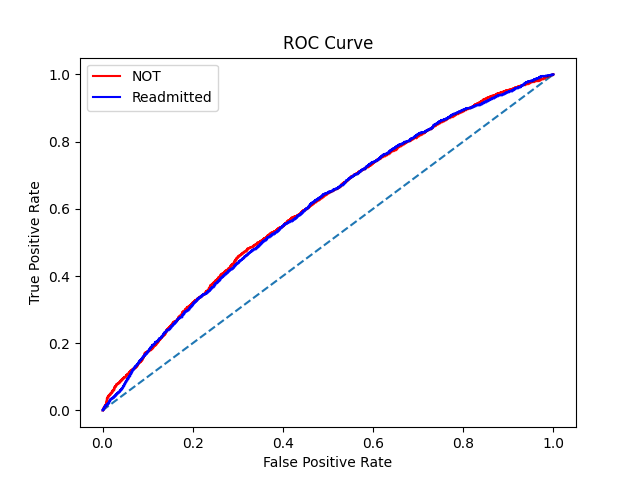 ROC Curve
NOT
Readmitted
1.0
0.8
0.6
0.4
0.2
0.0
True Positive Rate
0.0 0.2 0.4 0.6 0.8 1.0
False Positive Rate